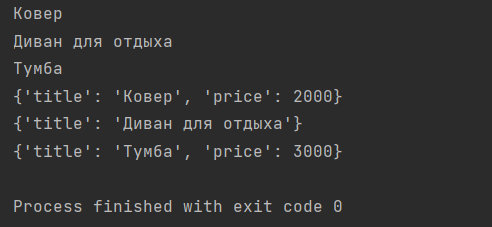 Ковер
Диван для отдыха
Тумба
{'title': 'Ковер', 'price': 2000}
{'title': 'Диван для отдыха'}
{'title': 'Тумба', 'price': 3000}
Process finished with exit code 0